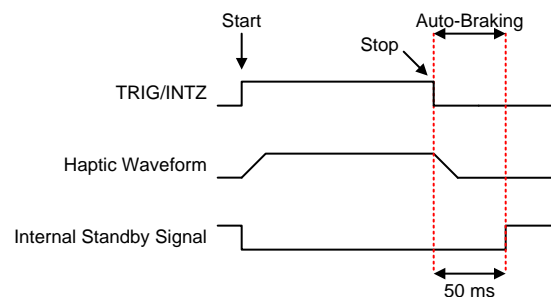 Start
Auto-Braking
Stop
TRIG/INTZ
Haptic Waveform
Internal Standby Signal
50 ms